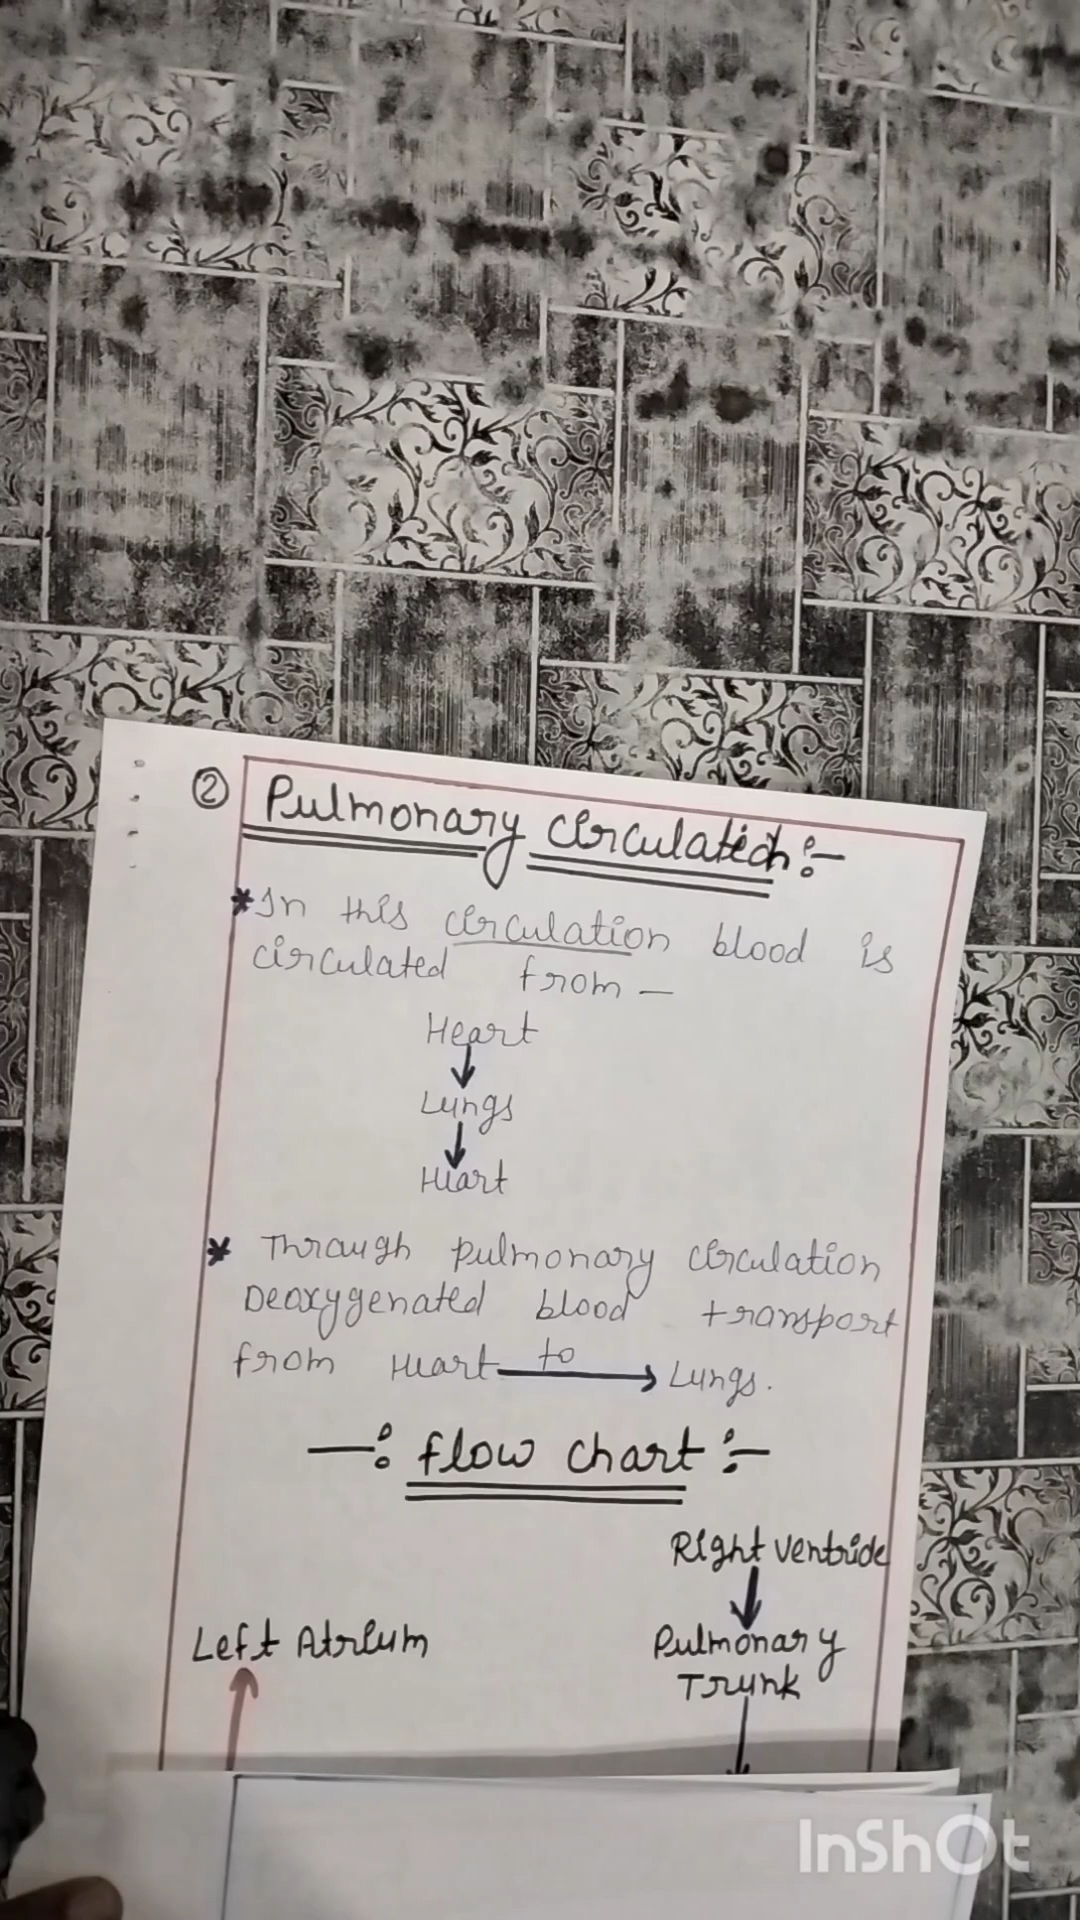 ② Pulmonary circulation :-
* In this circulation blood is
circulated from -
Heart
↓
Lungs
↓
Heart
* Through pulmonary circulation
Deoxygenated blood transport
from Heart to → Lungs.
-: flow chart :-
Right ventricle
↓
Left Atrium
Pulmonary
Trunk
InShOt